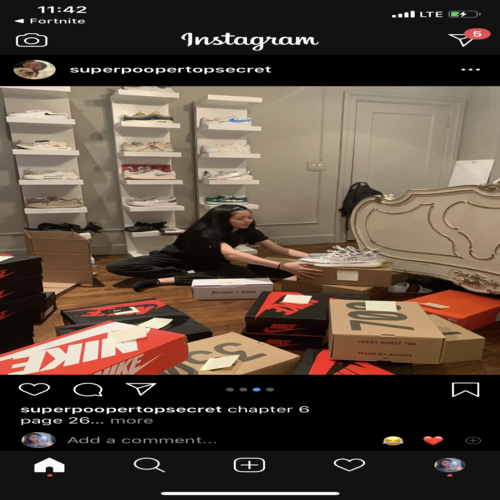 11:42
LTE
◄ Fortnite
Instagram
5
superpoopertopsecret
NIKE
350
700
YEEZY BOOST 700
MADE BY ADIDAS
superpoopertopsecret chapter 6
page 26... more
Add a comment...